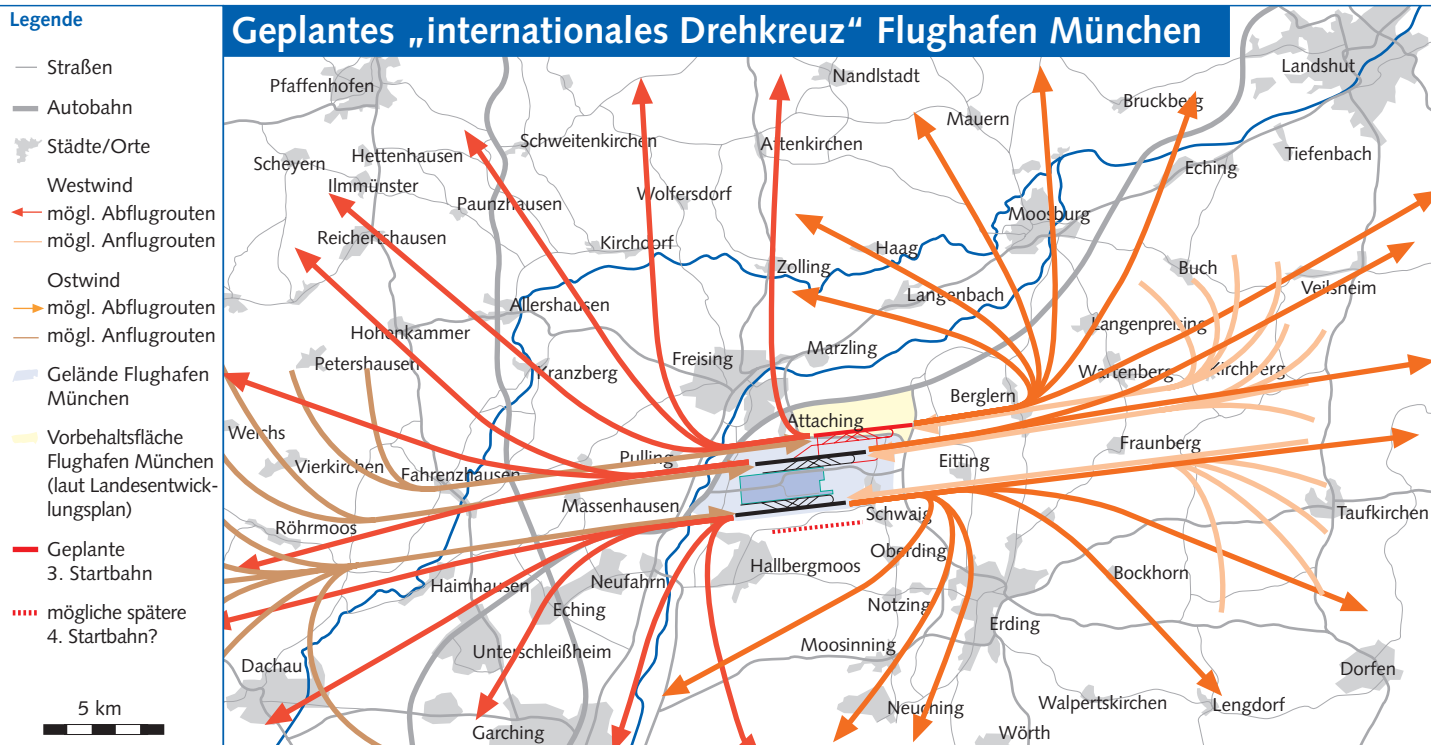 Legende
Straßen
Autobahn
Städte/Orte
Westwind
mögl. Abflugrouten
mögl. Anflugrouten
Ostwind
mögl. Abflugrouten
mögl. Anflugrouten
Gelände Flughafen
München
Vorbehaltsfläche
Flughafen München
(laut Landesentwick-
lungsplan)
Geplante
3. Startbahn
mögliche spätere
4. Startbahn?
5 km
Geplantes „internationales Drehkreuz“ Flughafen München
Landshut
Pfaffenhofen
Nandlstadt
Bruckberg
Mauern
Schweitenkirchen
Attenkirchen
Scheyern
Hettenhausen
Tiefenbach
Eching
Ilmmünster
Wolfersdorf
Paunzhausen
Moosburg
Reichertshausen
Kirchdorf
Haag
Zolling
Buch
Veilsheim
Langenbach
Allershausen
Hohenkammer
Langenpreising
Marzling
Petershausen
Freising
Kranzberg
Wartenberg
Kirchberg
Berglern
Attaching
Weichs
Fraunberg
Vierkirchen
Fahrenzhausen
Pulling
Eitting
Massenhausen
Schwaig
Taufkirchen
Röhrmoos
Oberding
Hallbergmoos
Bockhorn
Haimhausen
Neufahrn
Eching
Notzing
Erding
Moosinning
Unterschleißheim
Dachau
Dorfen
Neuching
Walpertskirchen
Lengdorf
Garching
Wörth